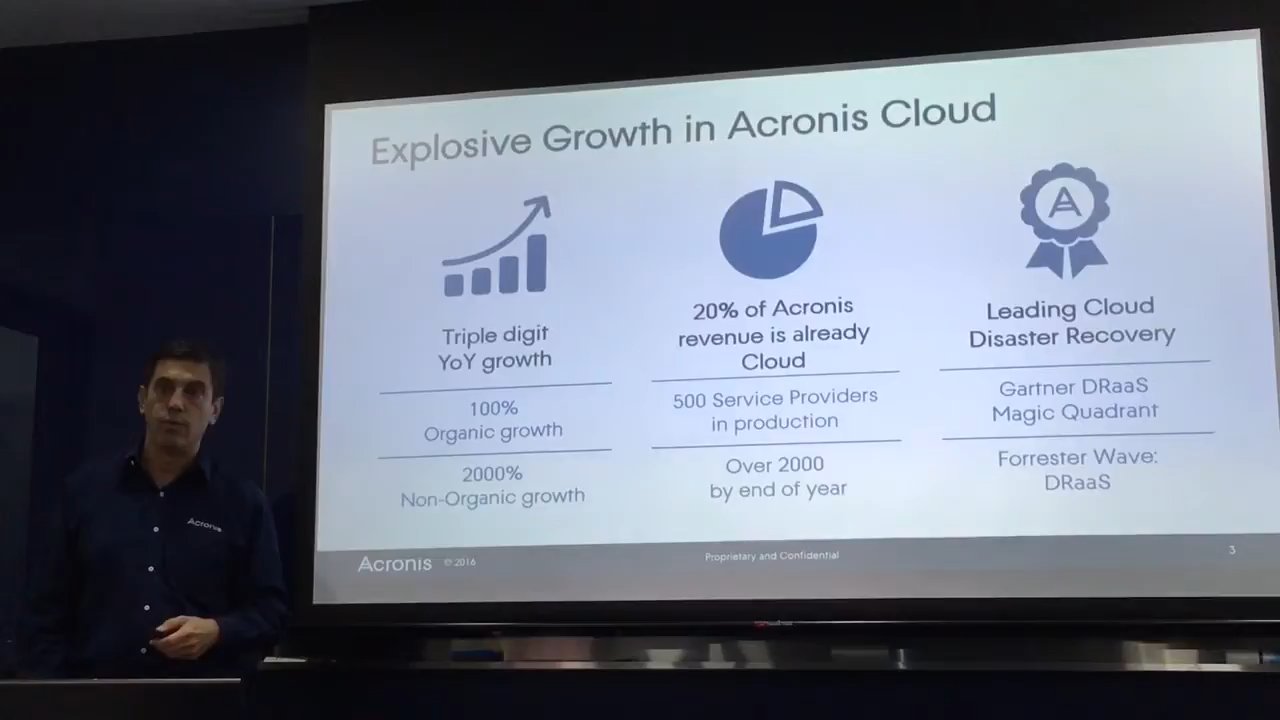 Explosive Growth in Acronis Cloud
Triple digit
YoY growth
100%
Organic growth
2000%
Non-Organic growth
20% of Acronis
revenue is already
Cloud
500 Service Providers
in production
Over 2000
by end of year
A
Leading Cloud
Disaster Recovery
Gartner DRaaS
Magic Quadrant
Forrester Wave:
DRaaS
Acronis © 2016
Proprietary and Confidential
3
Acronis